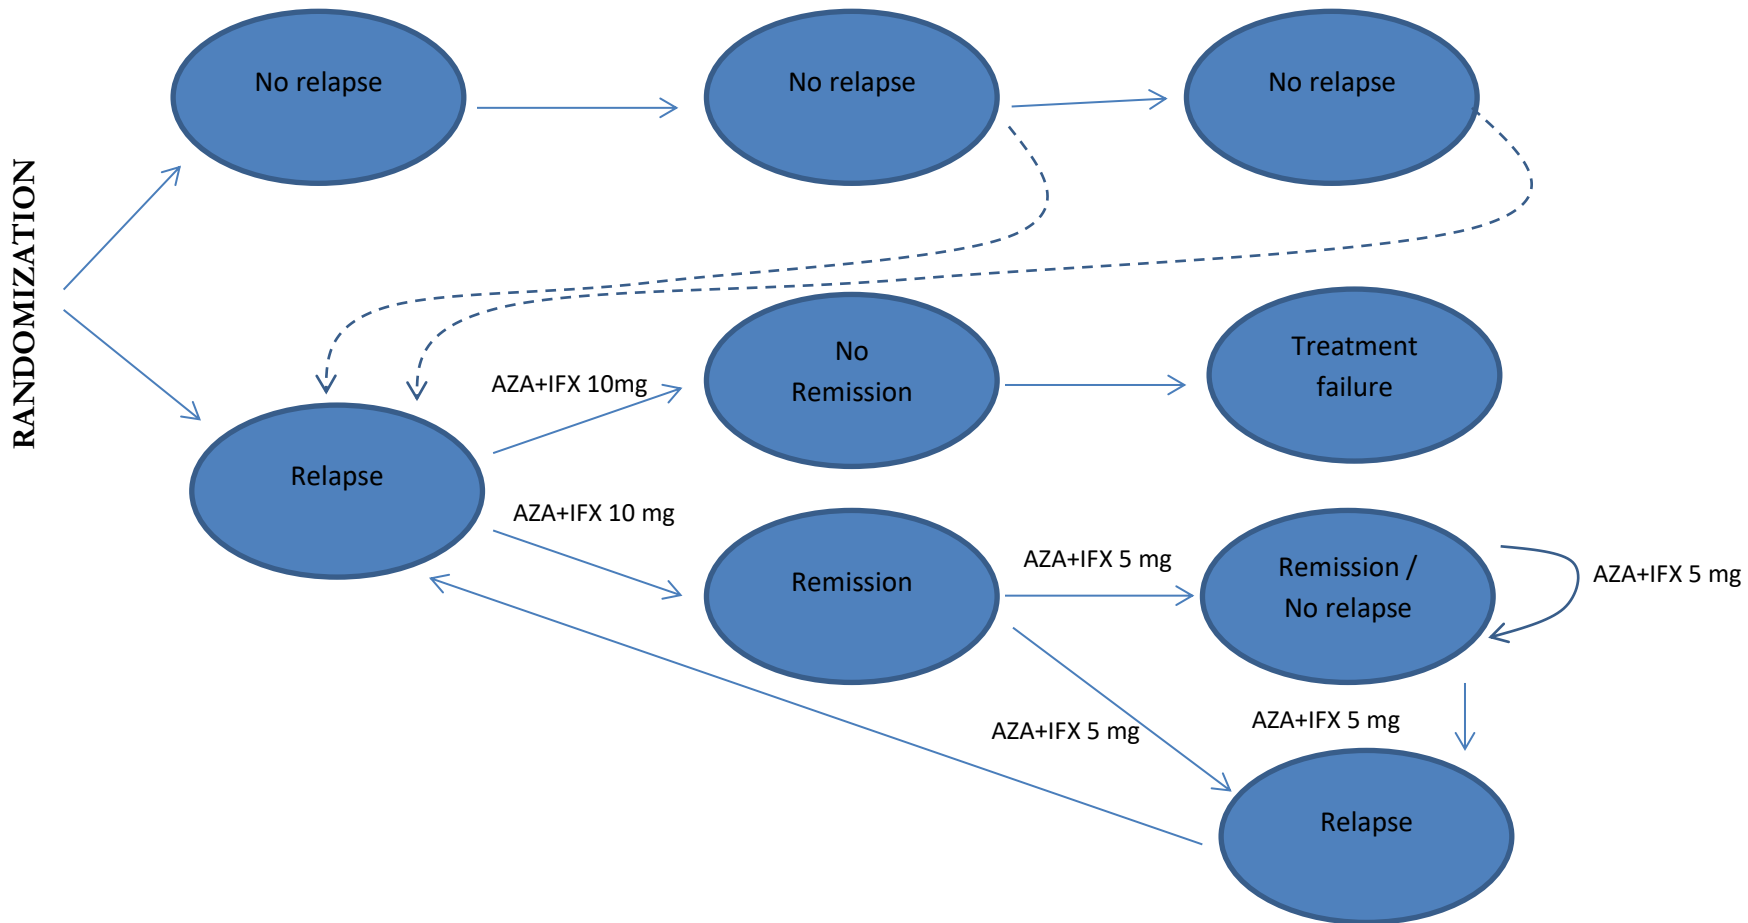 RANDOMIZATION
No relapse
No relapse
No relapse
No
Remission
Treatment
failure
AZA+IFX 10mg
Relapse
AZA+IFX 10 mg
Remission
AZA+IFX 5 mg
Remission /
No relapse
AZA+IFX 5 mg
AZA+IFX 5 mg
AZA+IFX 5 mg
Relapse